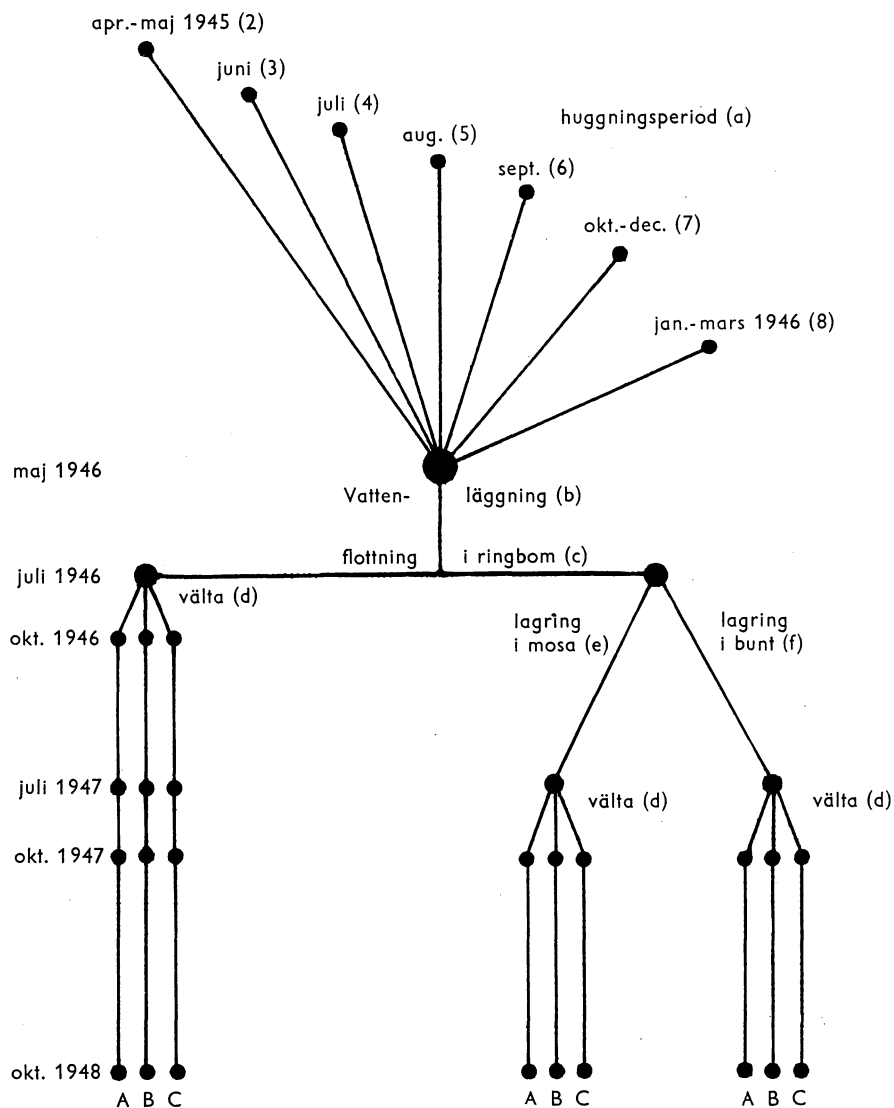 apr.-maj 1945 (2)
juni (3)
juli (4)
aug. (5)
huggningsperiod (a)
sept. (6)
okt.-dec. (7)
jan.-mars 1946 (8)
maj 1946
Vatten- läggning (b)
flottning i ringbom (c)
juli 1946
välta (d)
okt. 1946
lagring
i mosa (e)
lagring
i bunt (f)
juli 1947
välta (d)
välta (d)
okt. 1947
okt. 1948
A B C
A B C
A B C